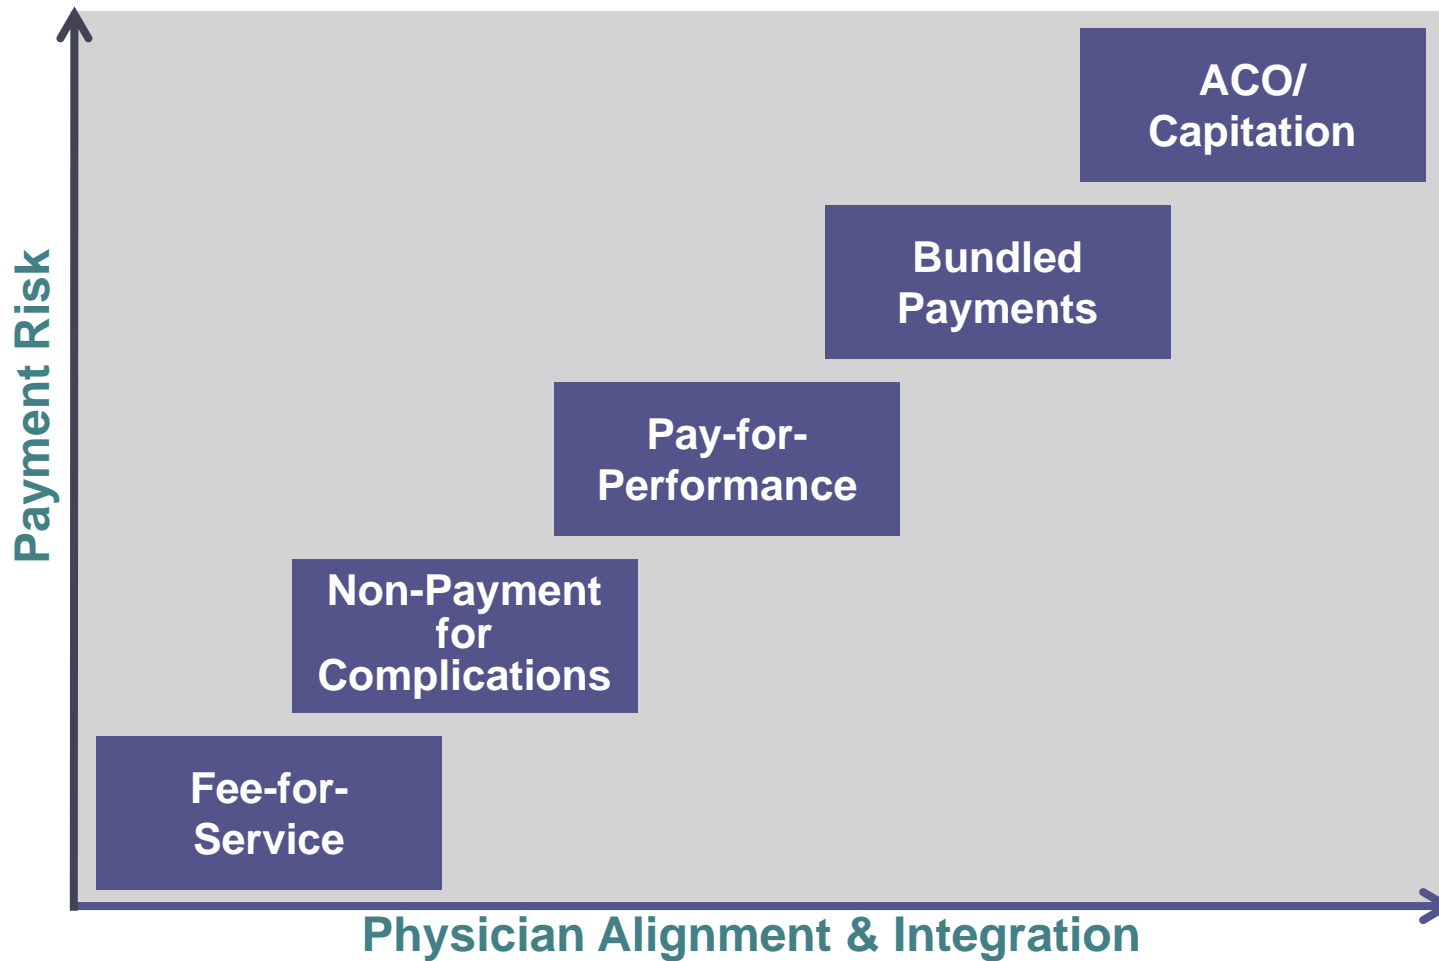 ACO/
Capitation
Bundled
Payments
Pay-for-
Performance
Non-Payment
for
Complications
Fee-for-
Service
Payment Risk
Physician Alignment & Integration